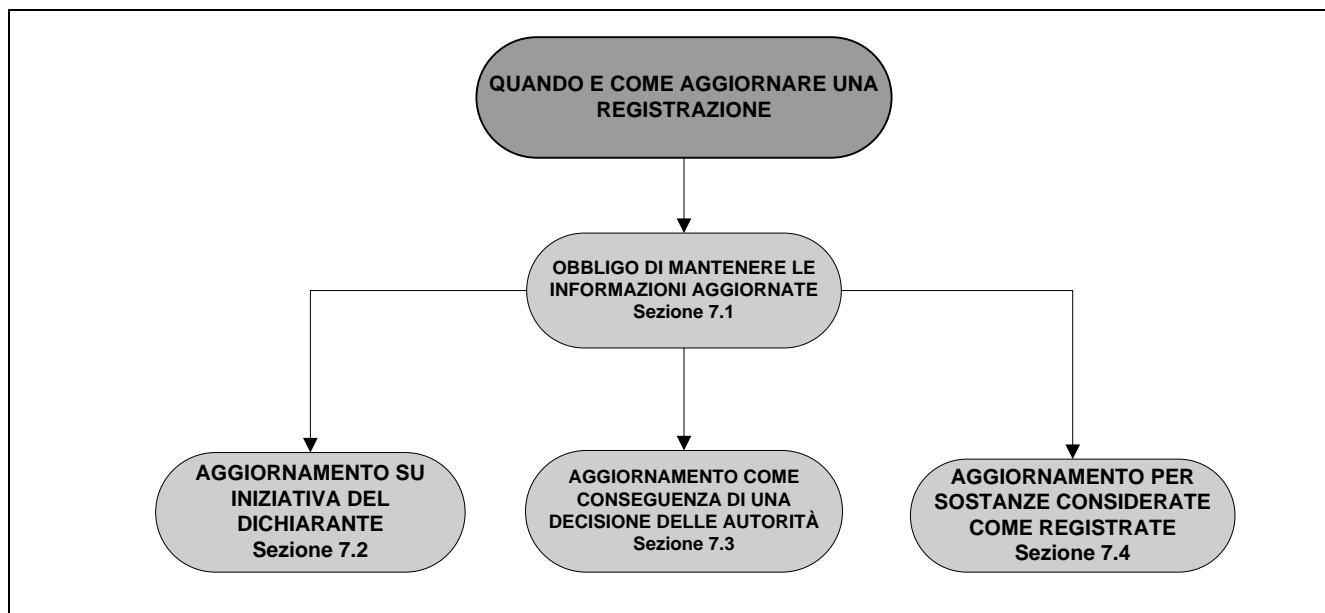 QUANDO E COME AGGIORNARE UNA
REGISTRAZIONE
OBBLIGO DI MANTENERE LE
INFORMAZIONI AGGIORNATE
Sezione 7.1
AGGIORNAMENTO SU
INIZIATIVA DEL
DICHIARANTE
Sezione 7.2
AGGIORNAMENTO COME
CONSEGUENZA DI UNA
DECISIONE DELLE AUTORITÀ
Sezione 7.3
AGGIORNAMENTO PER
SOSTANZE CONSIDERATE
COME REGISTRATE
Sezione 7.4